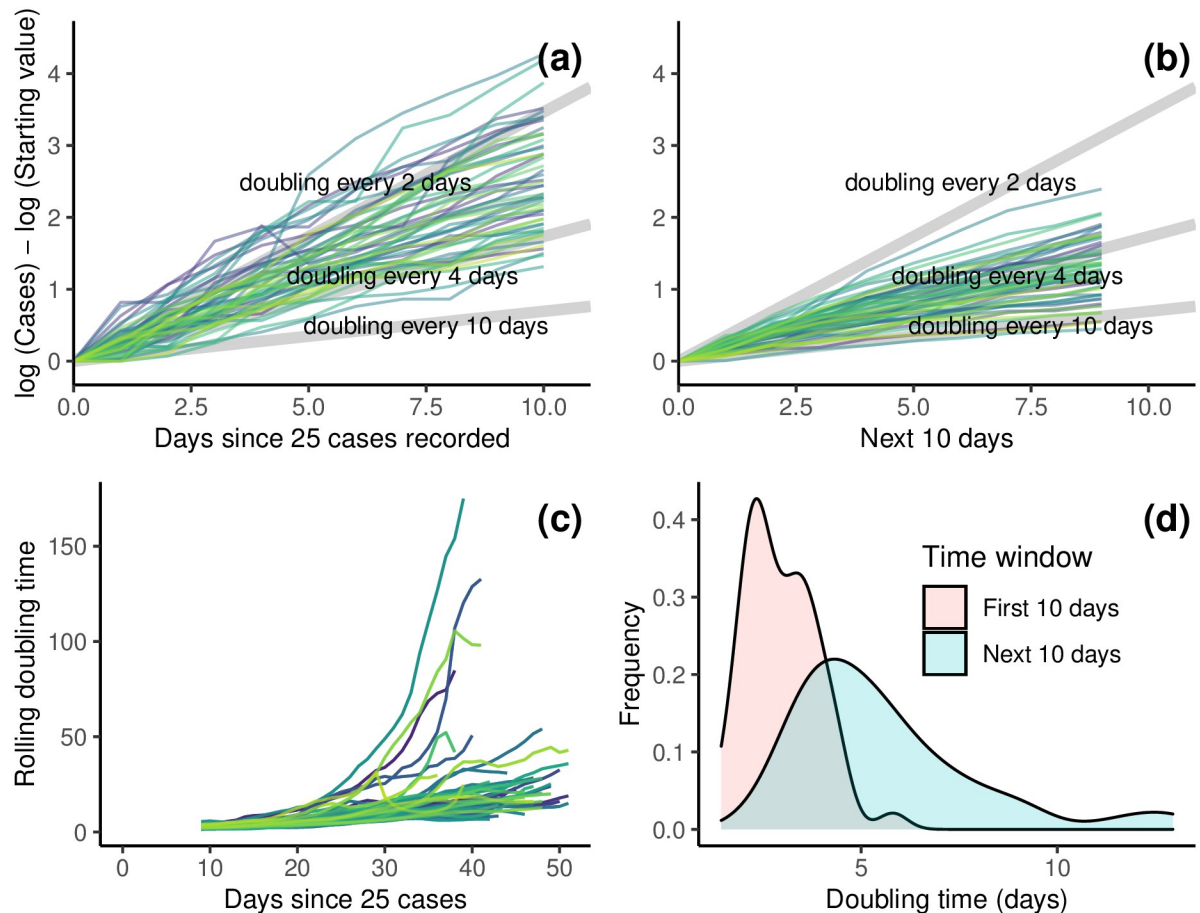 (a)
log (Cases) – log (Starting value)
4
3
2
1
0
doubling every 2 days
doubling every 4 days
doubling every 10 days
0.0 2.5 5.0 7.5 10.0
Days since 25 cases recorded
(b)
4
3
2
1
0
doubling every 2 days
doubling every 4 days
doubling every 10 days
0.0 2.5 5.0 7.5 10.0
Next 10 days
(c)
Rolling doubling time
150
100
50
0
0 10 20 30 40 50
Days since 25 cases
(d)
Frequency
0.4
0.3
0.2
0.1
0.0
Time window
First 10 days
Next 10 days
5 10
Doubling time (days)